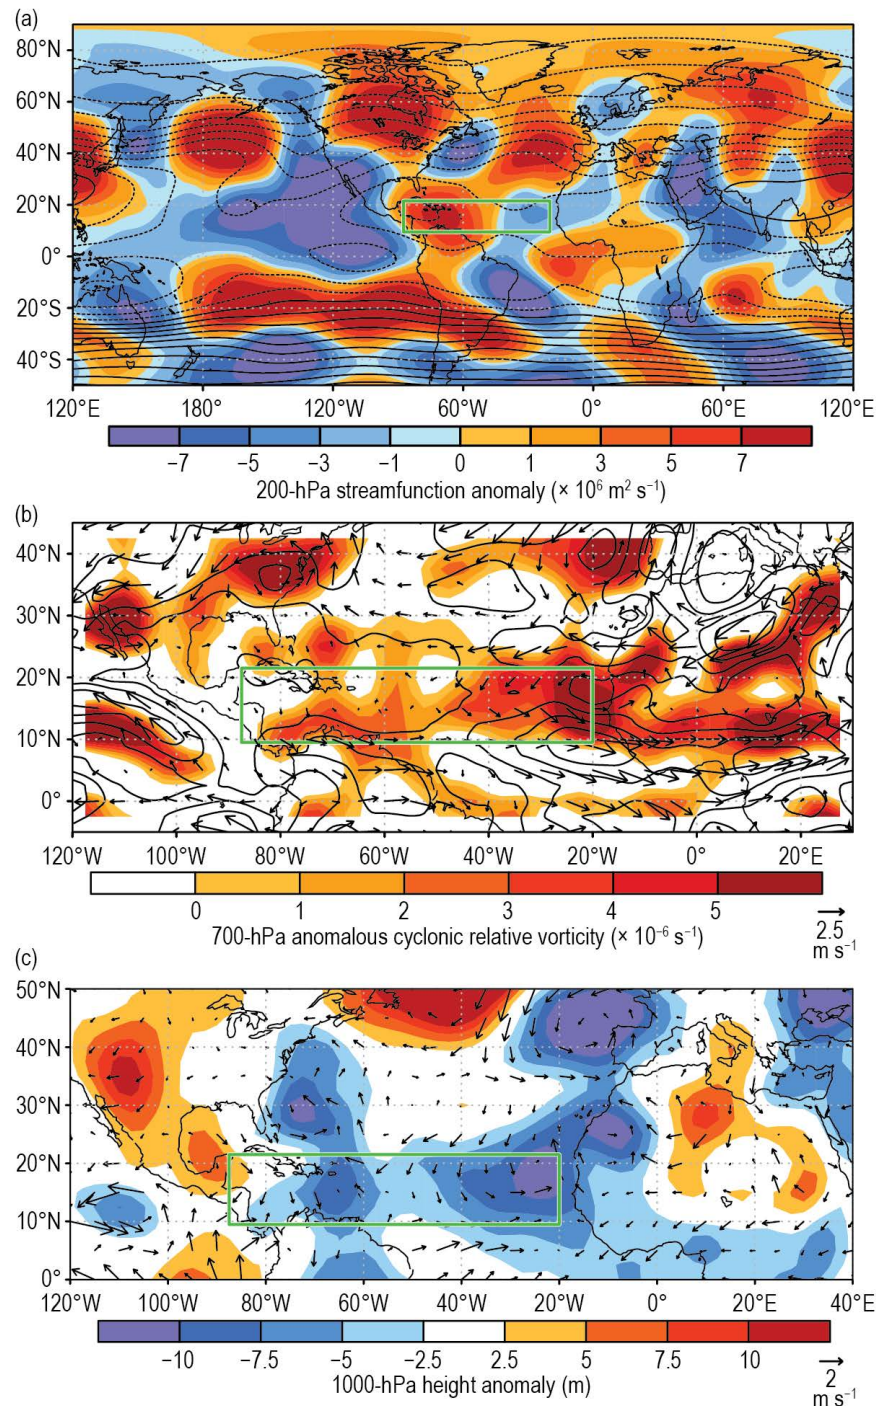 (a)
80°N
60°N
40°N
20°N
0°
20°S
40°S
120°E 180° 120°W 60°W 0° 60°E 120°E
−7 −5 −3 −1 0 1 3 5 7
200-hPa streamfunction anomaly (× 10⁶ m² s⁻¹)
(b)
40°N
30°N
20°N
10°N
0°
120°W 100°W 80°W 60°W 40°W 20°W 0° 20°E
0 1 2 3 4 5
700-hPa anomalous cyclonic relative vorticity (× 10⁻⁶ s⁻¹)
2.5
m s⁻¹
(c)
50°N
40°N
30°N
20°N
10°N
0°
120°W 100°W 80°W 60°W 40°W 20°W 0° 20°E 40°E
−10 −7.5 −5 −2.5 2.5 5 7.5 10
1000-hPa height anomaly (m)
2
m s⁻¹